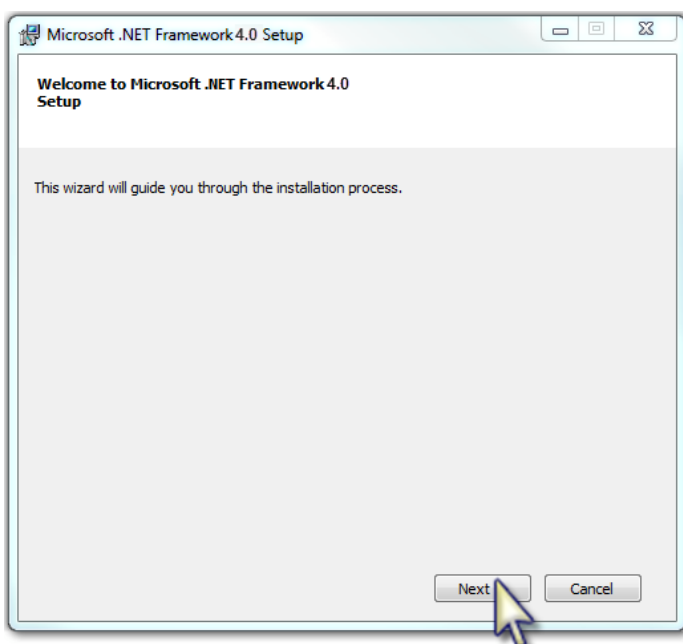 Microsoft .NET Framework 4.0 Setup
Welcome to Microsoft .NET Framework 4.0
Setup
This wizard will guide you through the installation process.
Next
Cancel